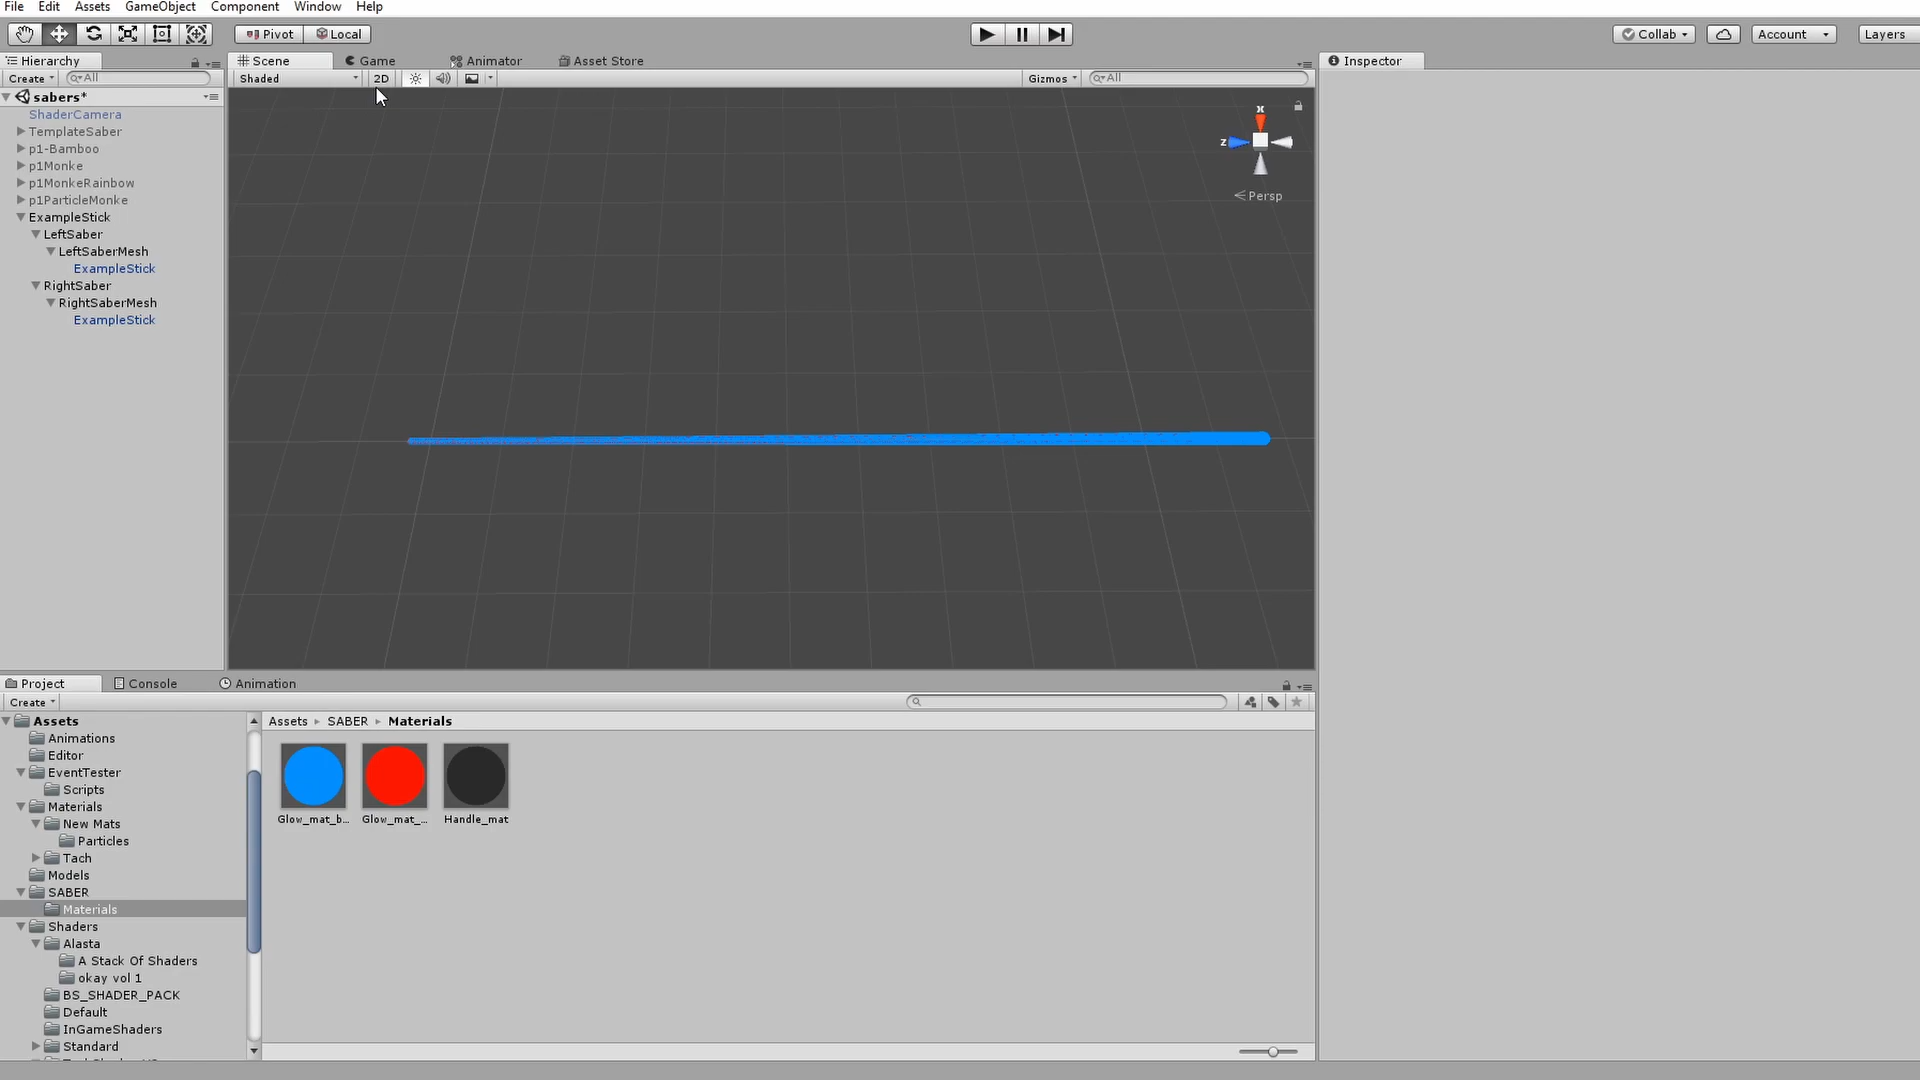 File Edit Assets GameObject Component Window Help
Pivot Local Collab Account Layers
Hierarchy Scene Game Animator Asset Store Inspector
Create All Shaded 2D Gizmos All
sabers*
ShaderCamera
TemplateSaber
p1-Bamboo
p1Monke
p1MonkeRainbow
p1ParticleMonke
ExampleStick
LeftSaber
LeftSaberMesh
ExampleStick
RightSaber
RightSaberMesh
ExampleStick
x
z
Persp
Project Console Animation
Create
Assets
Animations
Editor
EventTester
Scripts
Materials
New Mats
Particles
Tach
Models
SABER
Materials
Shaders
Alasta
A Stack Of Shaders
okay vol 1
BS_SHADER_PACK
Default
InGameShaders
Standard
Assets SABER Materials
Glow_mat_b... Glow_mat_... Handle_mat